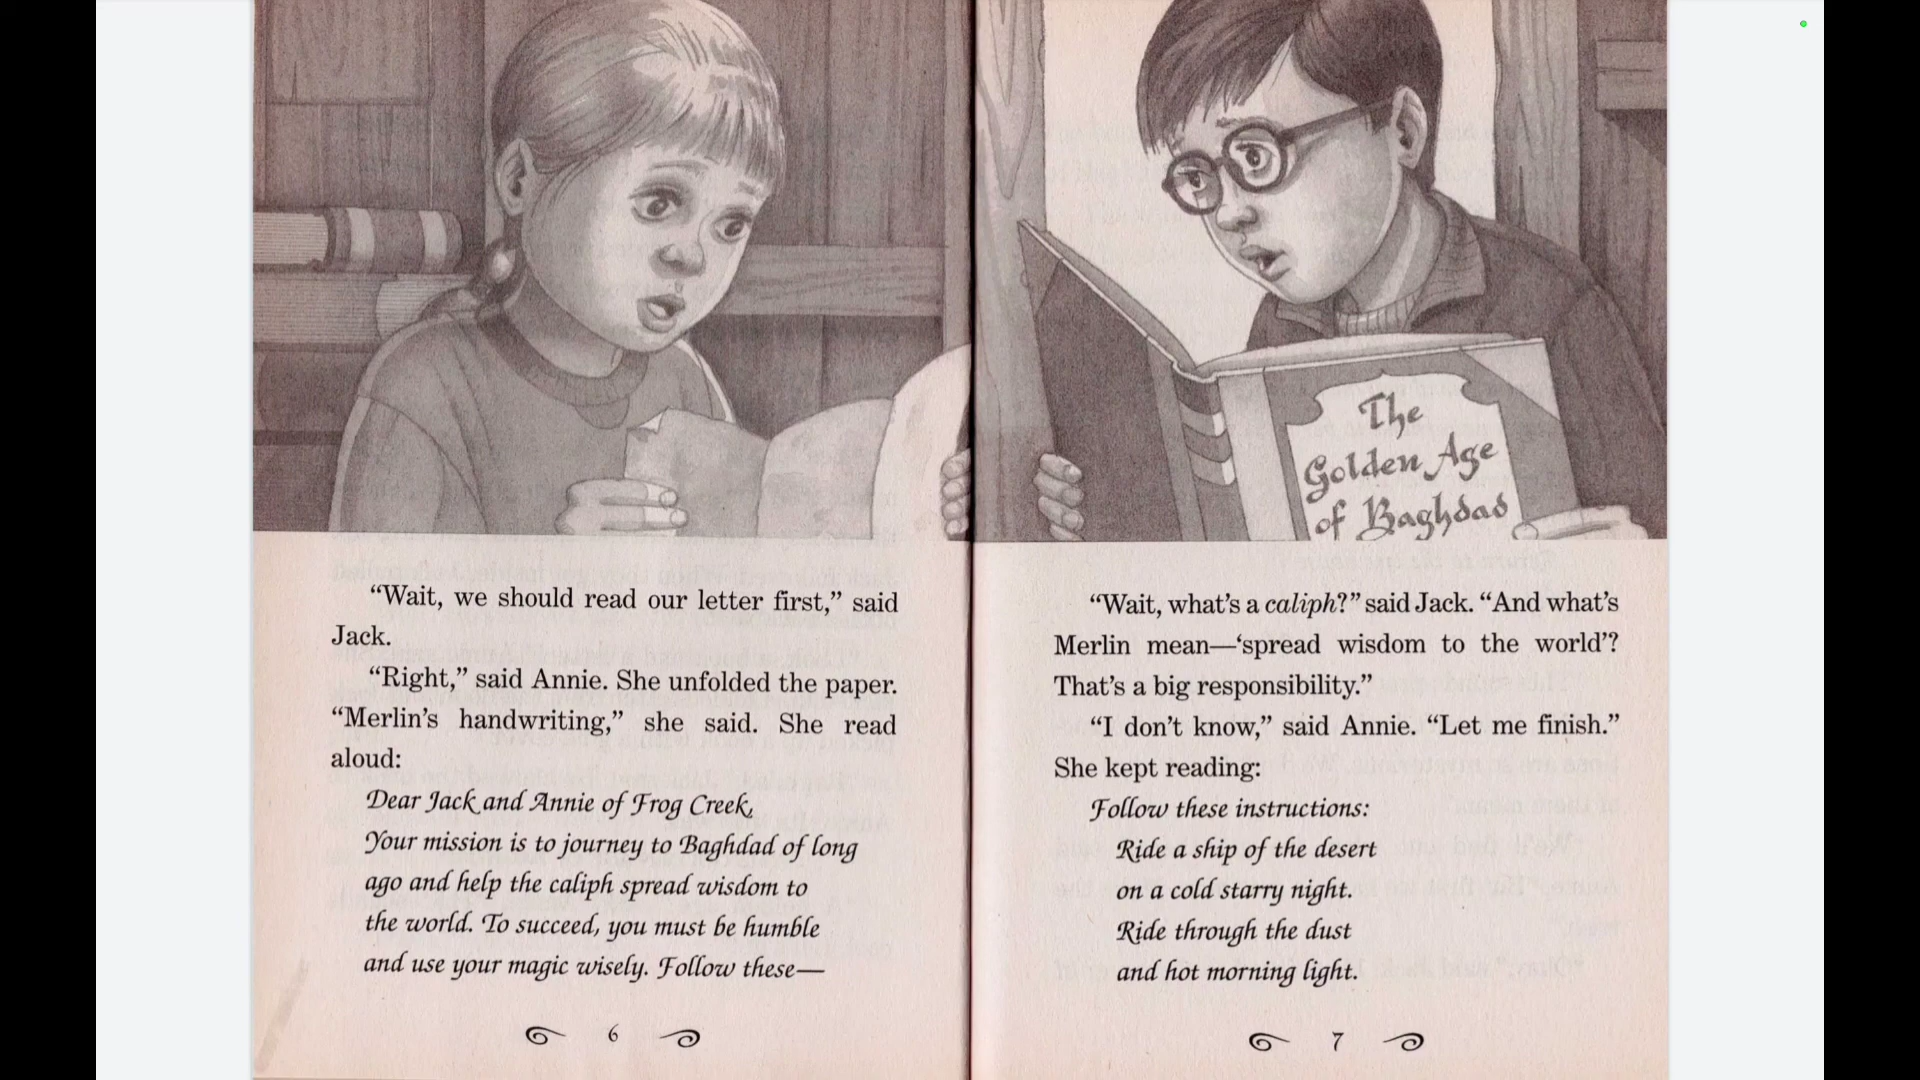 The
Golden Age
of Baghdad
“Wait, we should read our letter first,” said
Jack.
“Right,” said Annie. She unfolded the paper.
“Merlin’s handwriting,” she said. She read
aloud:
Dear Jack and Annie of Frog Creek,
Your mission is to journey to Baghdad of long
ago and help the caliph spread wisdom to
the world. To succeed, you must be humble
and use your magic wisely. Follow these—
6
“Wait, what’s a caliph?” said Jack. “And what’s
Merlin mean—‘spread wisdom to the world’?
That’s a big responsibility.”
“I don’t know,” said Annie. “Let me finish.”
She kept reading:
Follow these instructions:
Ride a ship of the desert
on a cold starry night.
Ride through the dust
and hot morning light.
7